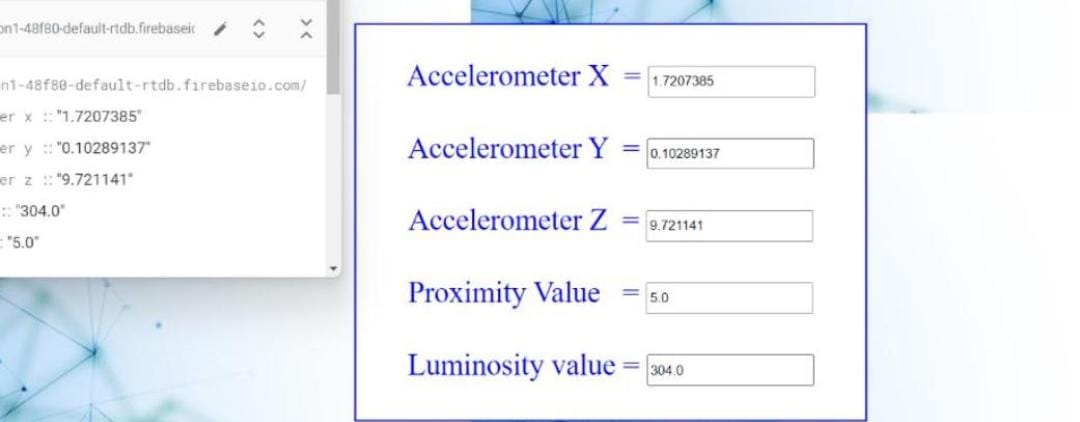 on1-48f80-default-rtdb.firebaseio
n1-48f80-default-rtdb.firebaseio.com/
er x :: "1.7207385"
er y :: "0.10289137"
er z :: "9.721141"
:: "304.0"
: "5.0"
Accelerometer X = 1.7207385
Accelerometer Y = 0.10289137
Accelerometer Z = 9.721141
Proximity Value = 5.0
Luminosity value = 304.0